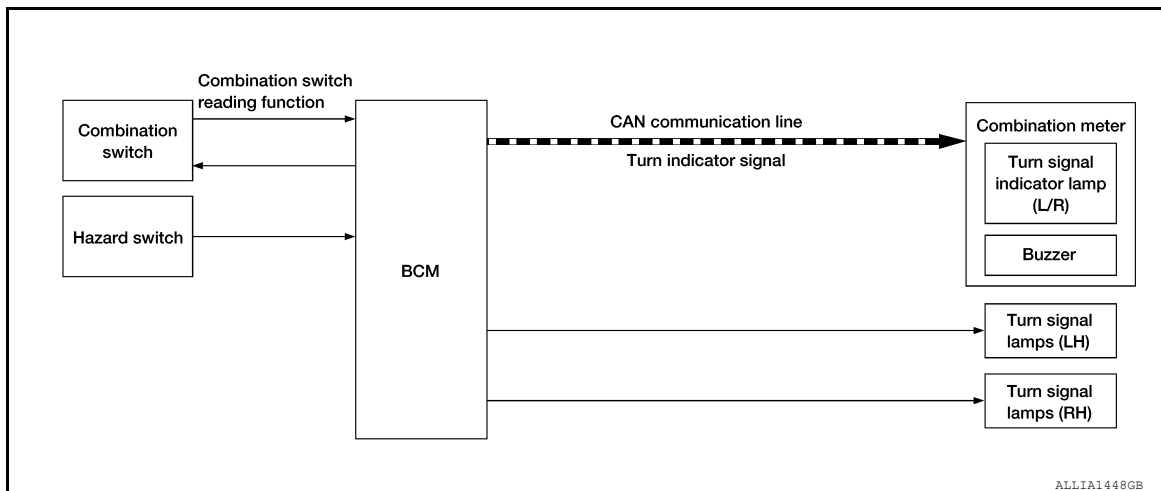 Combination switch
reading function
Combination
switch
Hazard switch
BCM
CAN communication line
Turn indicator signal
Combination meter
Turn signal
indicator lamp
(L/R)
Buzzer
Turn signal
lamps (LH)
Turn signal
lamps (RH)
ALLIA1448GB